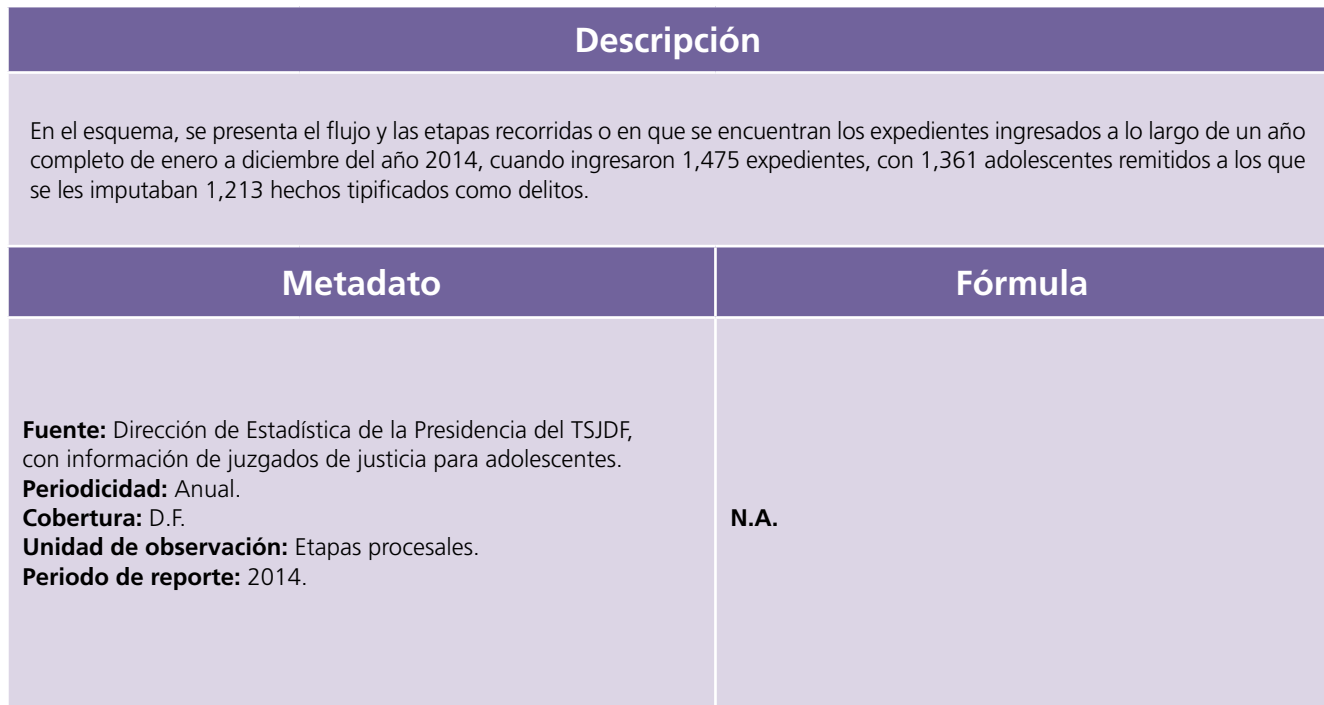 Descripción
En el esquema, se presenta el flujo y las etapas recorridas o en que se encuentran los expedientes ingresados a lo largo de un año
completo de enero a diciembre del año 2014, cuando ingresaron 1,475 expedientes, con 1,361 adolescentes remitidos a los que
se les imputaban 1,213 hechos tipificados como delitos.
Metadato
Fórmula
Fuente: Dirección de Estadística de la Presidencia del TSJDF,
con información de juzgados de justicia para adolescentes.
Periodicidad: Anual.
Cobertura: D.F.
Unidad de observación: Etapas procesales.
Periodo de reporte: 2014.
N.A.